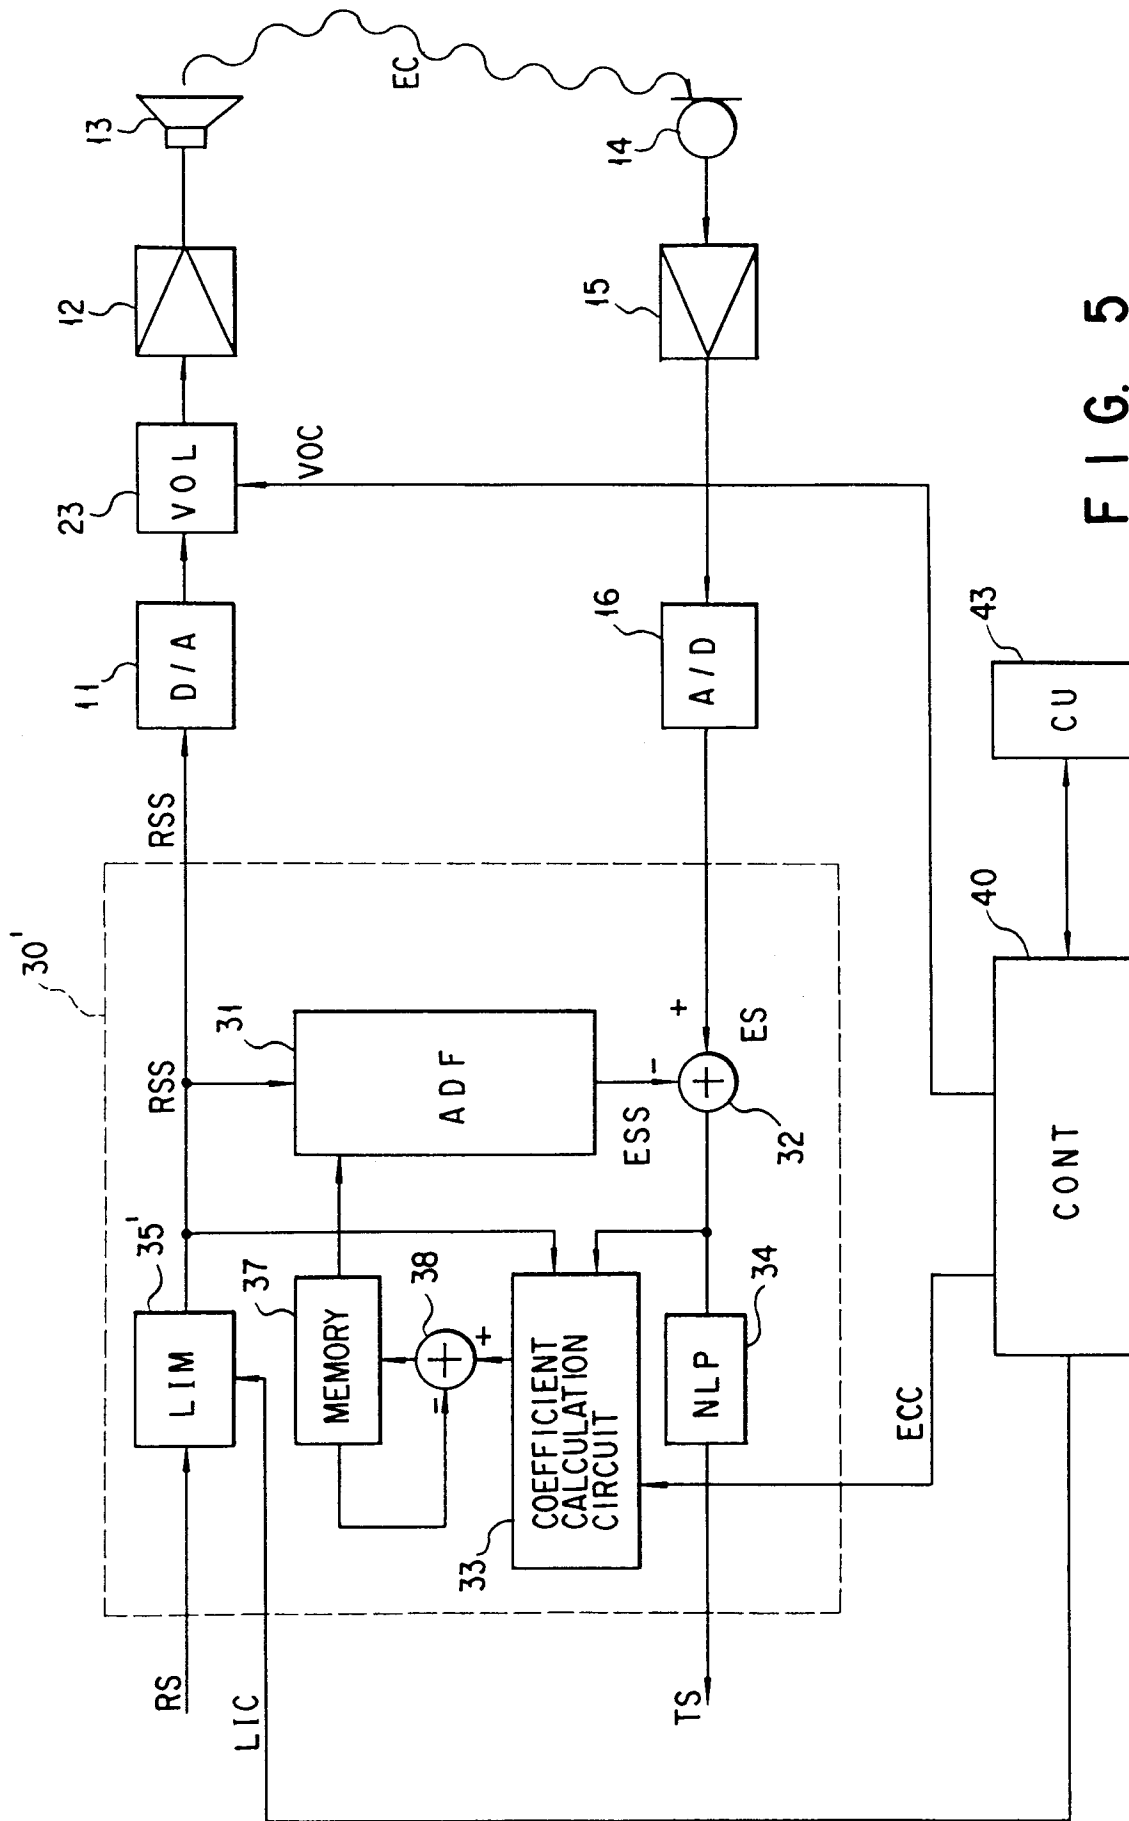 RS
LIC
30'
35'
LIM
RSS
RSS
11
D/A
23
VOL
VOC
12
13
EC
37
MEMORY
38
+
-
31
ADF
33
COEFFICIENT
CALCULATION
CIRCUIT
ESS
-
+
ES
32
34
NLP
TS
16
A/D
15
14
ECC
40
CONT
43
CU
FIG. 5